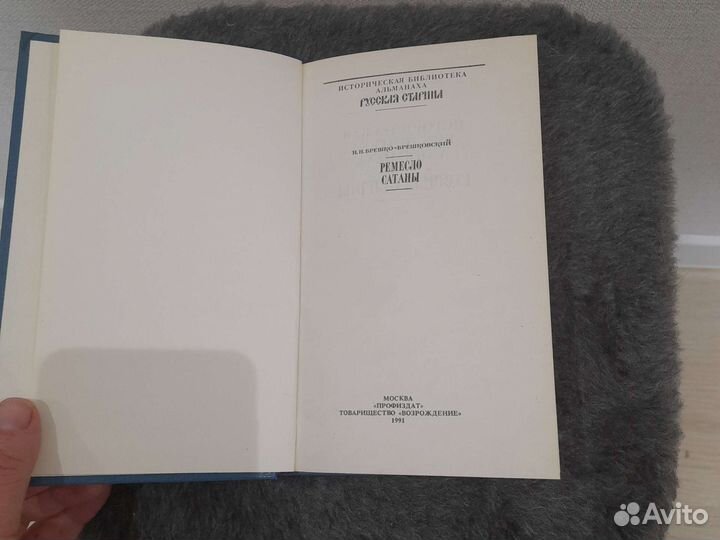 ИСТОРИЧЕСКАЯ БИБЛИОТЕКА
АЛЬМАНАХА
РУССКАЯ СТАРИНА
Н.Н. БРЕШКО-БРЕШКОВСКИЙ
РЕМЕСЛО
САТАНЫ
МОСКВА
«ПРОФИЗДАТ»
ТОВАРИЩЕСТВО «ВОЗРОЖДЕНИЕ»
1991
Avito